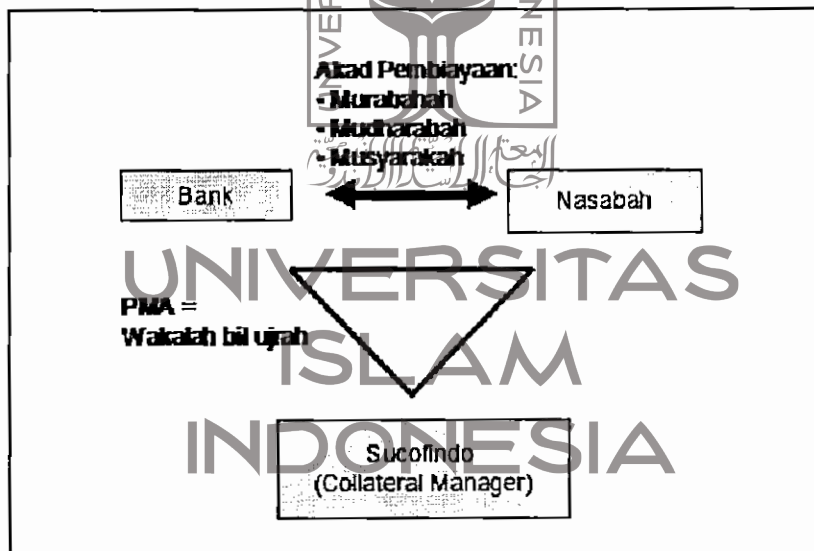 Akad Pembiayaan:
- Murabahah
- Mudharabah
- Musyarakah
Bank
Nasabah
PMA =
Wakalah bil ujrah
Sucofindo
(Collateral Manager)
UNIVERSITAS
ISLAM
INDONESIA